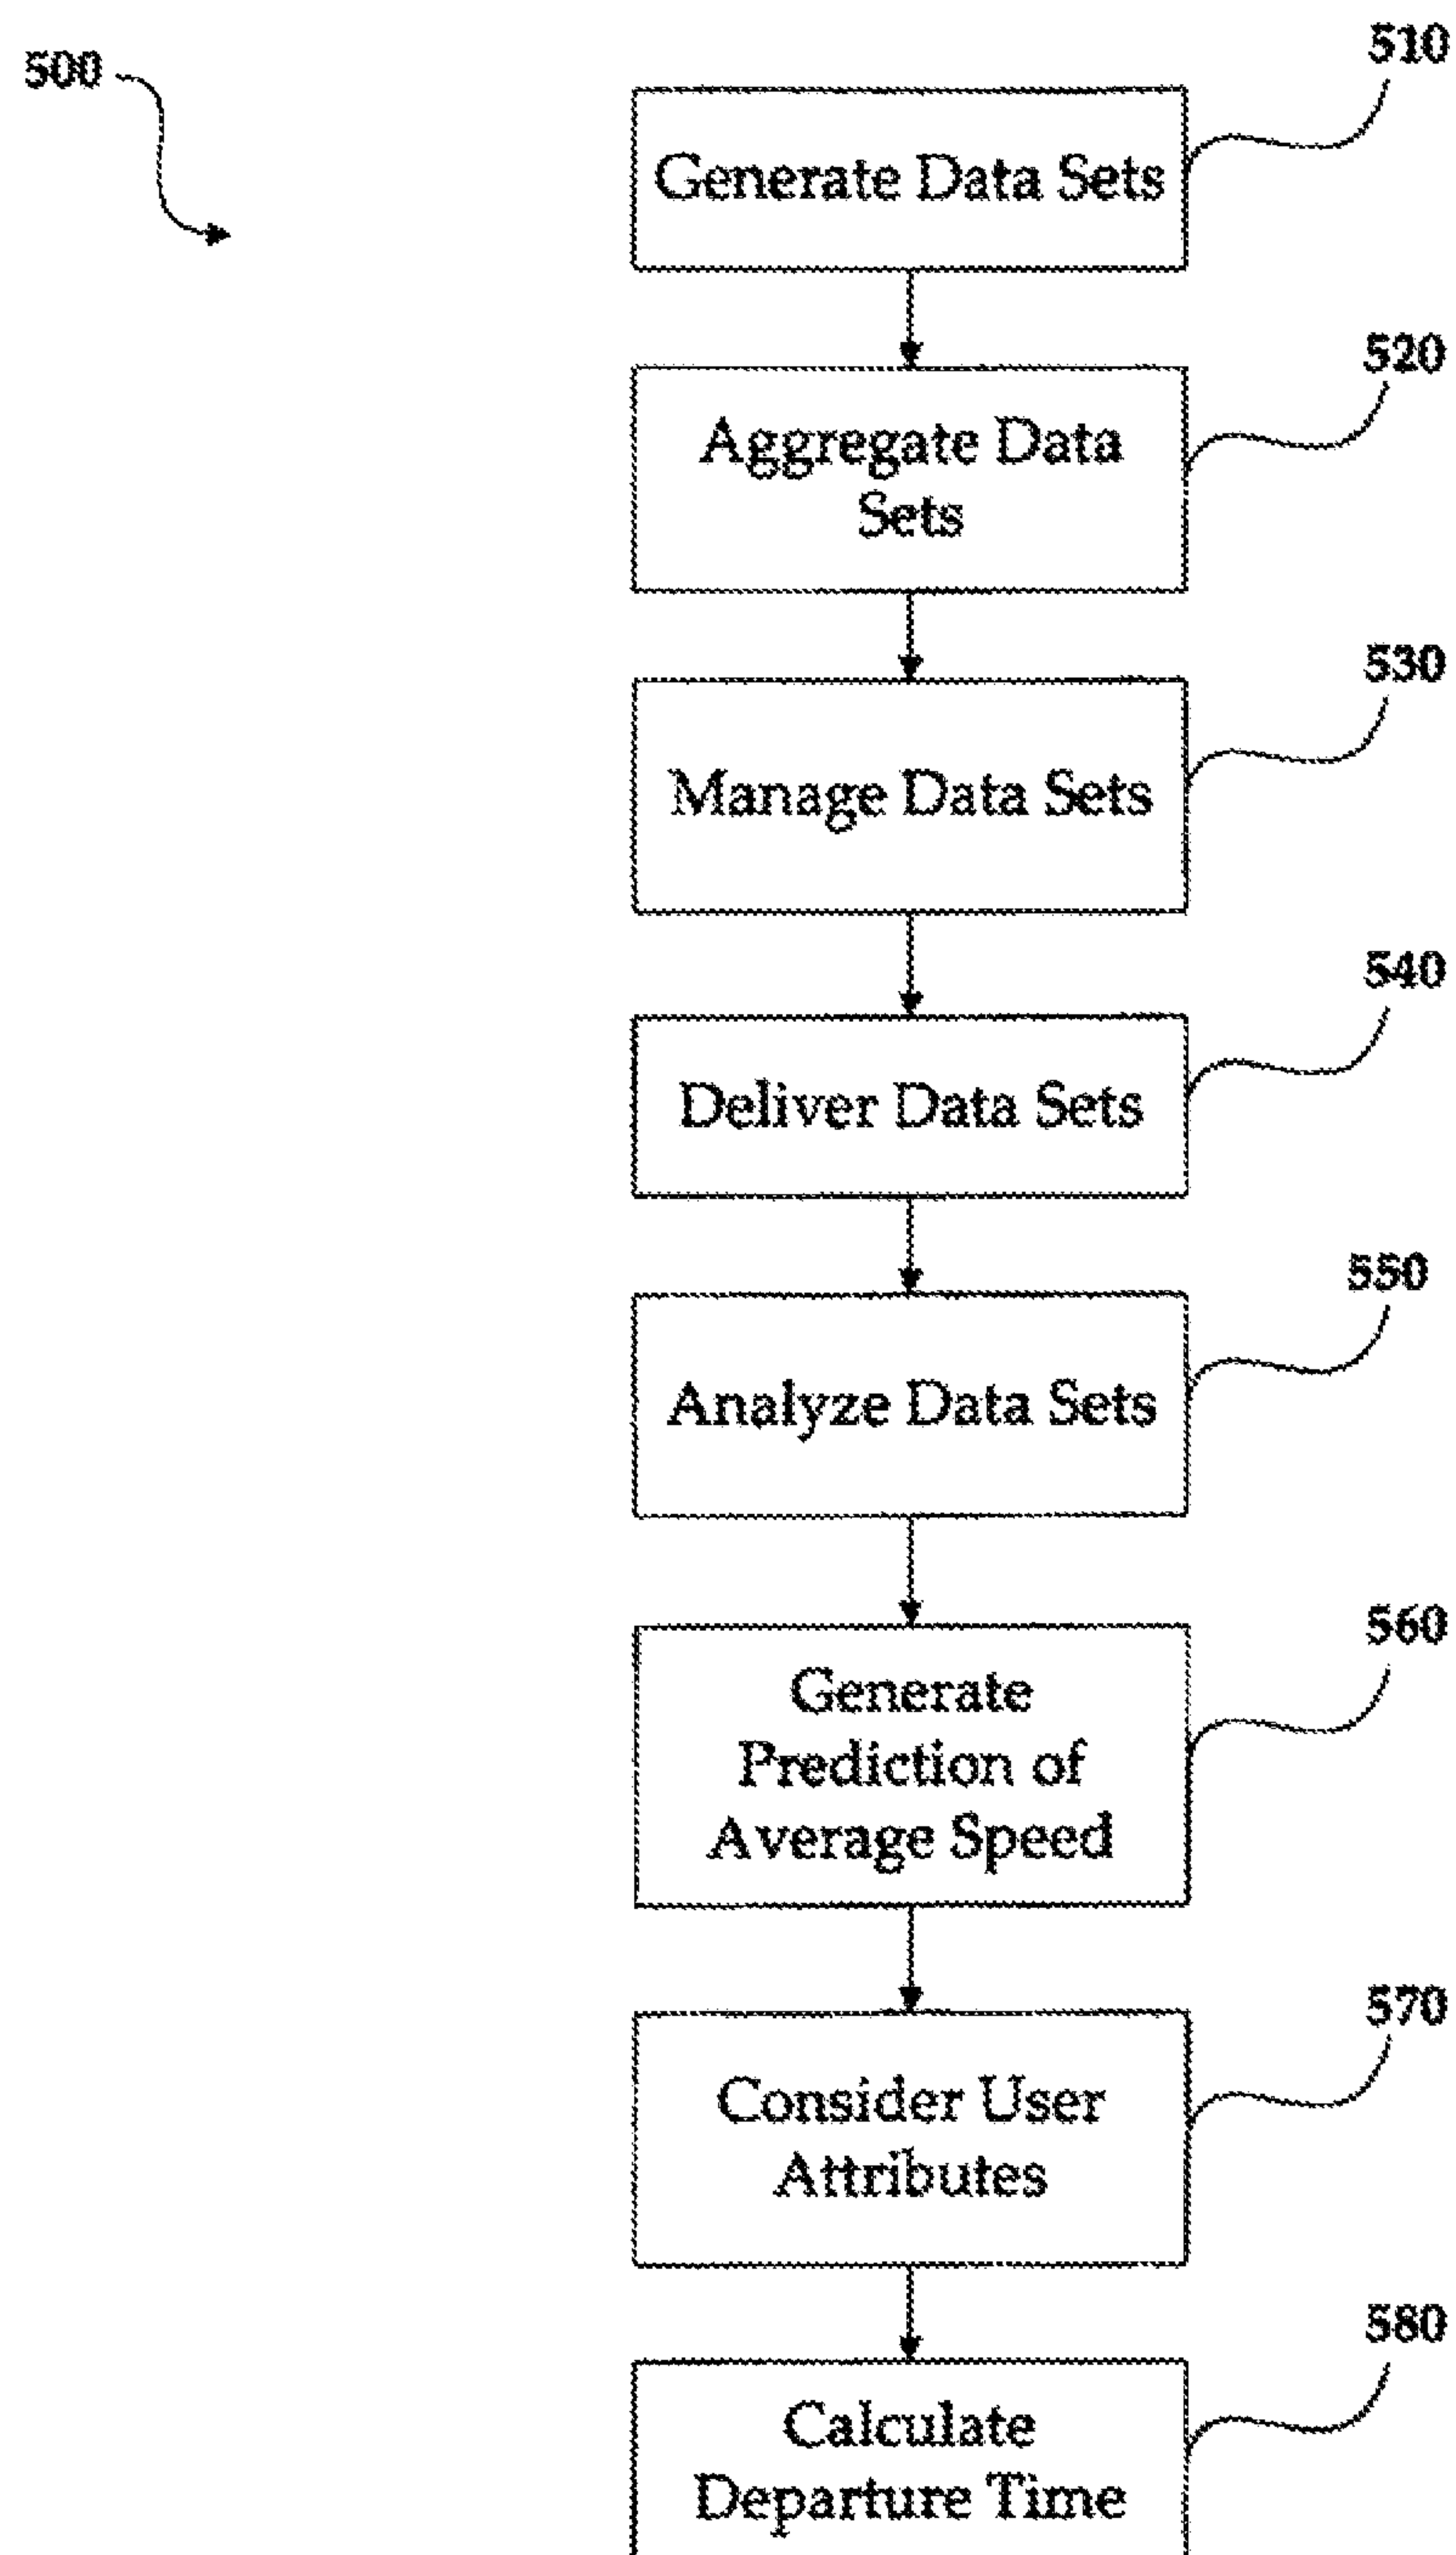 500
510
Generate Data Sets
520
Aggregate Data
Sets
530
Manage Data Sets
540
Deliver Data Sets
550
Analyze Data Sets
560
Generate
Prediction of
Average Speed
570
Consider User
Attributes
580
Calculate
Departure Time